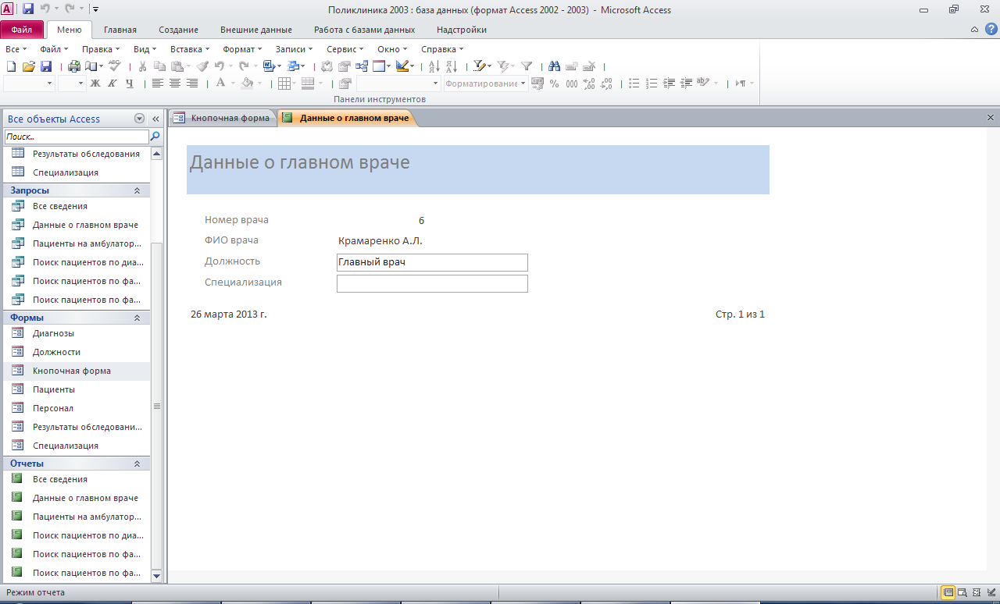 Поликлиника 2003 : база данных (формат Access 2002 - 2003) - Microsoft Access
Файл Меню Главная Создание Внешние данные Работа с базами данных Надстройки
Все Файл Правка Вид Вставка Формат Записи Сервис Окно Справка
Ж К Ч А Форматирование % 000
Панели инструментов
Все объекты Access «
Поиск...
Результаты обследования
Специализация
Запросы
Все сведения
Данные о главном враче
Пациенты на амбулатор...
Поиск пациентов по диа...
Поиск пациентов по фа...
Поиск пациентов по фа...
Формы
Диагнозы
Должности
Кнопочная форма
Пациенты
Персонал
Результаты обследовани...
Специализация
Отчеты
Все сведения
Данные о главном враче
Пациенты на амбулатор...
Поиск пациентов по диа...
Поиск пациентов по фа...
Поиск пациентов по фа...
Кнопочная форма Данные о главном враче
Данные о главном враче
Номер врача 6
ФИО врача Крамаренко А.Л.
Должность Главный врач
Специализация
26 марта 2013 г. Стр. 1 из 1
Режим отчета